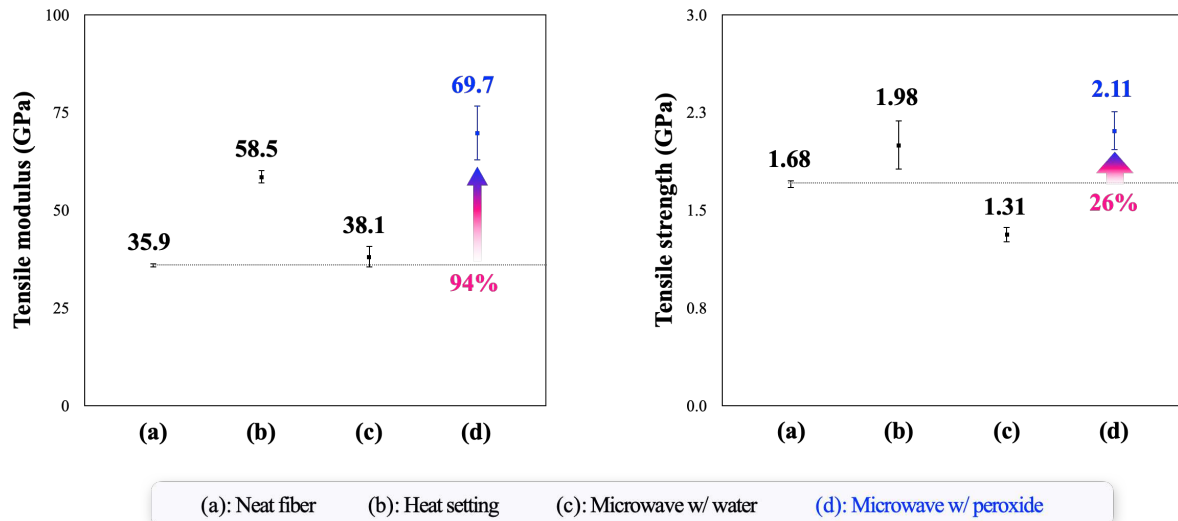 Tensile modulus (GPa)
100
75
50
25
0
35.9
58.5
38.1
69.7
94%
(a)
(b)
(c)
(d)
Tensile strength (GPa)
3.0
2.3
1.5
0.8
0.0
1.68
1.98
1.31
2.11
26%
(a)
(b)
(c)
(d)
(a): Neat fiber (b): Heat setting (c): Microwave w/ water (d): Microwave w/ peroxide